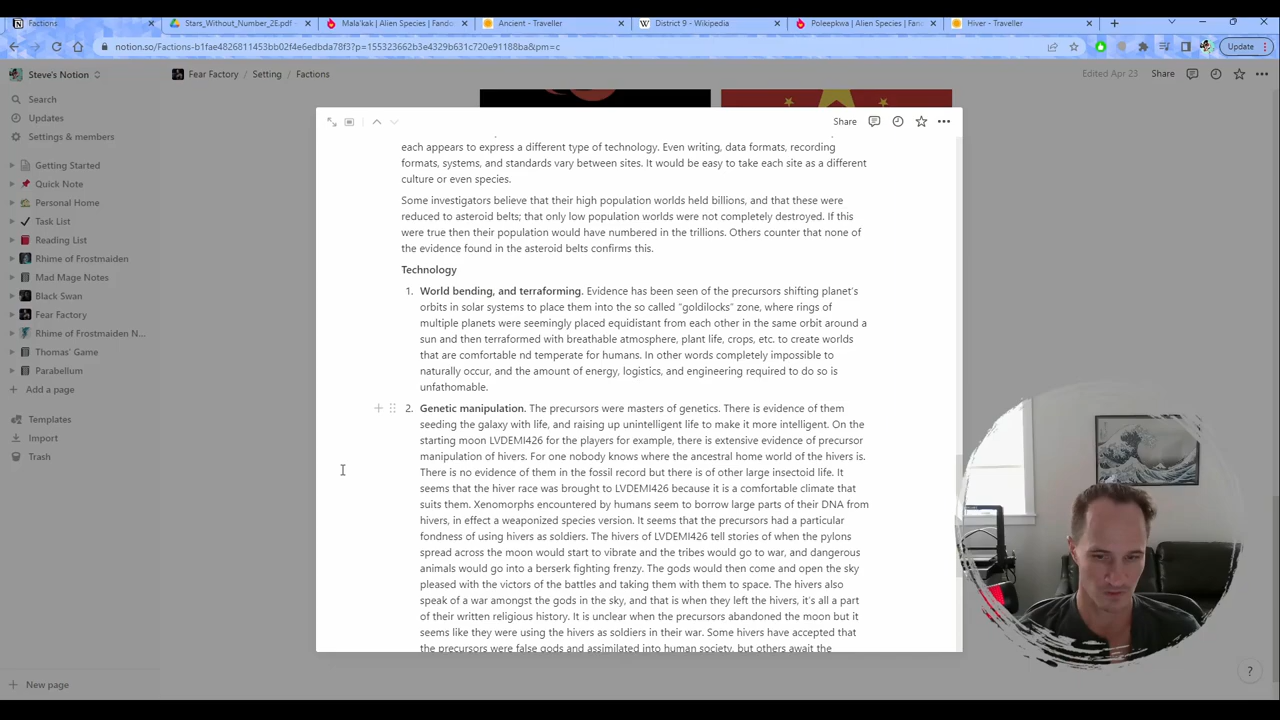 Factions
Stars_Without_Number_2E.pdf -
Mala'kak | Alien Species | Fando
Ancient - Traveller
District 9 - Wikipedia
Poleepkwa | Alien Species | Fan
Hiver - Traveller
notion.so/Factions-b1fae4826811453bb02f4e6edbda78f3?p=155323662b3e4329b631c720e91188ba&pm=c
Update
Steve's Notion
Fear Factory / Setting / Factions
Edited Apr 23
Share
Search
Updates
Settings & members
Getting Started
Quick Note
Personal Home
Task List
Reading List
Rhime of Frostmaiden
Mad Mage Notes
Black Swan
Fear Factory
Rhime of Frostmaiden N...
Thomas' Game
Parabellum
Add a page
Templates
Import
Trash
New page
Share
each appears to express a different type of technology. Even writing, data formats, recording
formats, systems, and standards vary between sites. It would be easy to take each site as a different
culture or even species.
Some investigators believe that their high population worlds held billions, and that these were
reduced to asteroid belts; that only low population worlds were not completely destroyed. If this
were true then their population would have numbered in the trillions. Others counter that none of
the evidence found in the asteroid belts confirms this.
Technology
1. World bending, and terraforming. Evidence has been seen of the precursors shifting planet's
orbits in solar systems to place them into the so called “goldilocks” zone, where rings of
multiple planets were seemingly placed equidistant from each other in the same orbit around a
sun and then terraformed with breathable atmosphere, plant life, crops, etc. to create worlds
that are comfortable nd temperate for humans. In other words completely impossible to
naturally occur, and the amount of energy, logistics, and engineering required to do so is
unfathomable.
2. Genetic manipulation. The precursors were masters of genetics. There is evidence of them
seeding the galaxy with life, and raising up unintelligent life to make it more intelligent. On the
starting moon LVDEMI426 for the players for example, there is extensive evidence of precursor
manipulation of hivers. For one nobody knows where the ancestral home world of the hivers is.
There is no evidence of them in the fossil record but there is of other large insectoid life. It
seems that the hiver race was brought to LVDEMI426 because it is a comfortable climate that
suits them. Xenomorphs encountered by humans seem to borrow large parts of their DNA from
hivers, in effect a weaponized species version. It seems that the precursors had a particular
fondness of using hivers as soldiers. The hivers of LVDEMI426 tell stories of when the pylons
spread across the moon would start to vibrate and the tribes would go to war, and dangerous
animals would go into a berserk fighting frenzy. The gods would then come and open the sky
pleased with the victors of the battles and taking them with them to space. The hivers also
speak of a war amongst the gods in the sky, and that is when they left the hivers, it's all a part
of their written religious history. It is unclear when the precursors abandoned the moon but it
seems like they were using the hivers as soldiers in their war. Some hivers have accepted that
the precursors were false gods and assimilated into human society, but others await the
?